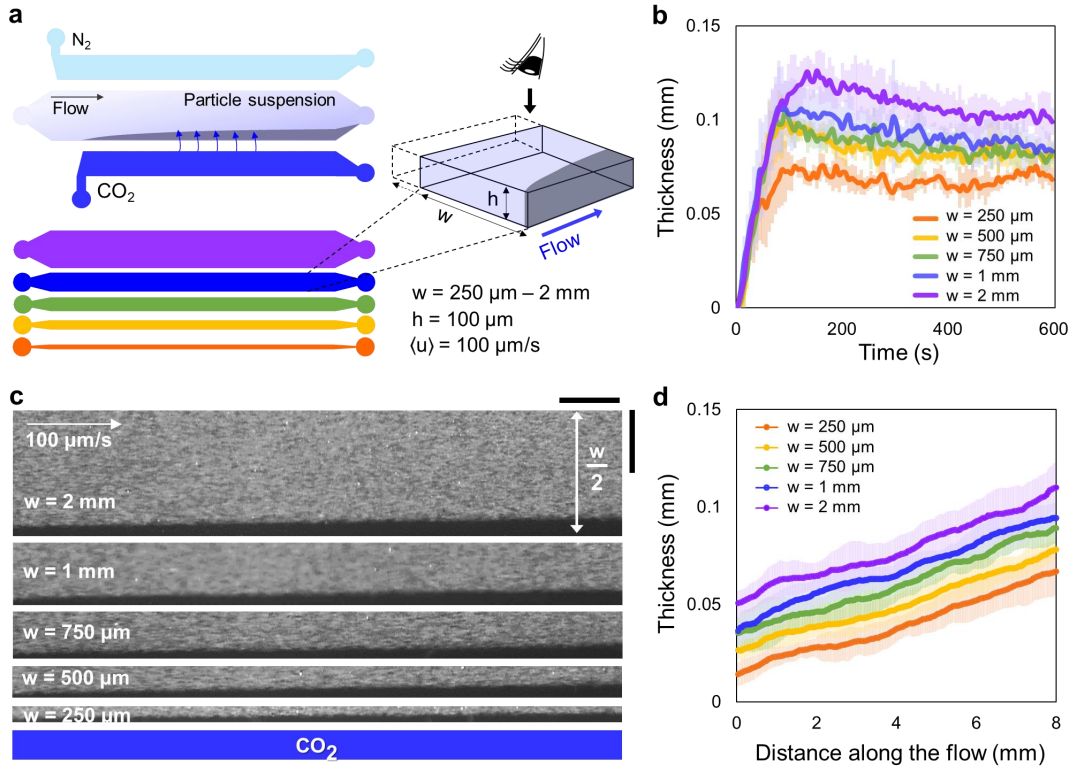 a
N2
Flow
Particle suspension
CO2
h
w
Flow
w = 250 µm – 2 mm
h = 100 µm
⟨u⟩ = 100 µm/s
b
0.15
0.1
0.05
0
Thickness (mm)
w = 250 µm
w = 500 µm
w = 750 µm
w = 1 mm
w = 2 mm
0 200 400 600
Time (s)
c
100 µm/s
w
2
w = 2 mm
w = 1 mm
w = 750 µm
w = 500 µm
w = 250 µm
CO2
d
0.15
0.1
0.05
0
Thickness (mm)
w = 250 µm
w = 500 µm
w = 750 µm
w = 1 mm
w = 2 mm
0 2 4 6 8
Distance along the flow (mm)